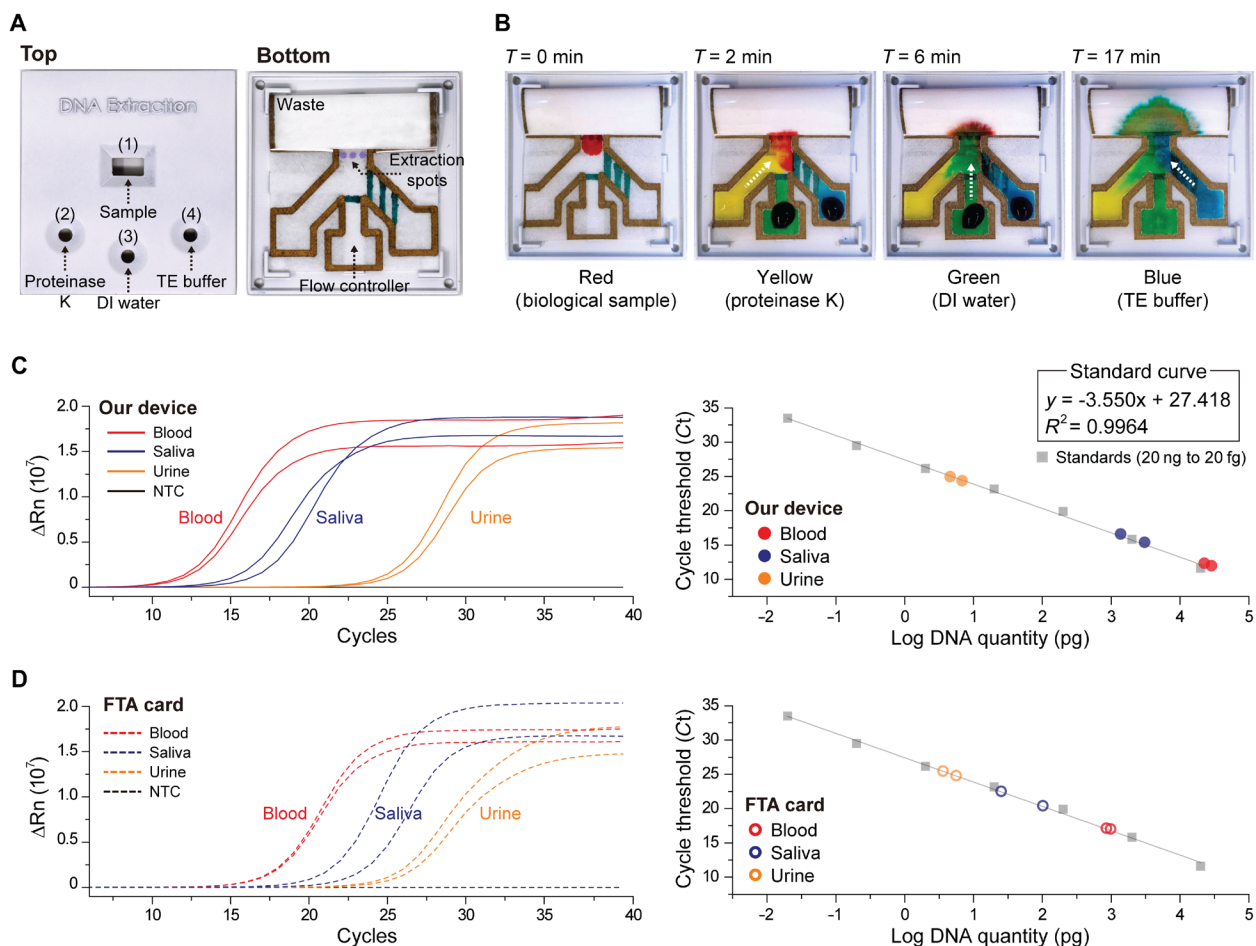 A
Top
Bottom
DNA Extraction
(1)
Sample
(2)
(3)
(4)
Proteinase
K
DI water
TE buffer
Waste
Extraction
spots
Flow controller
B
T = 0 min
T = 2 min
T = 6 min
T = 17 min
Red
(biological sample)
Yellow
(proteinase K)
Green
(DI water)
Blue
(TE buffer)
C
Our device
Blood
Saliva
Urine
NTC
Blood
Saliva
Urine
ΔRn (10⁷)
2.0
1.5
1.0
0.5
0
10 15 20 25 30 35 40
Cycles
Standard curve
y = -3.550x + 27.418
R² = 0.9964
Standards (20 ng to 20 fg)
Our device
Blood
Saliva
Urine
Cycle threshold (Ct)
35
30
25
20
15
10
−2 −1 0 1 2 3 4 5
Log DNA quantity (pg)
D
FTA card
Blood
Saliva
Urine
NTC
Blood
Saliva
Urine
ΔRn (10⁷)
2.0
1.5
1.0
0.5
0
10 15 20 25 30 35 40
Cycles
FTA card
Blood
Saliva
Urine
Cycle threshold (Ct)
35
30
25
20
15
10
−2 −1 0 1 2 3 4 5
Log DNA quantity (pg)